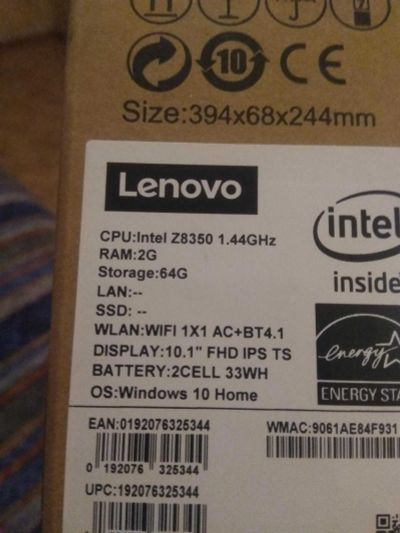 10 CE
Size:394x68x244mm
Lenovo
CPU:Intel Z8350 1.44GHz
RAM:2G
Storage:64G
LAN:--
SSD: --
WLAN:WIFI 1X1 AC+BT4.1
DISPLAY:10.1" FHD IPS TS
BATTERY:2CELL 33WH
OS:Windows 10 Home
intel
inside
energy
ENERGY STA
EAN:0192076325344
0 192076 325344
UPC:192076325344
WMAC:9061AE84F931